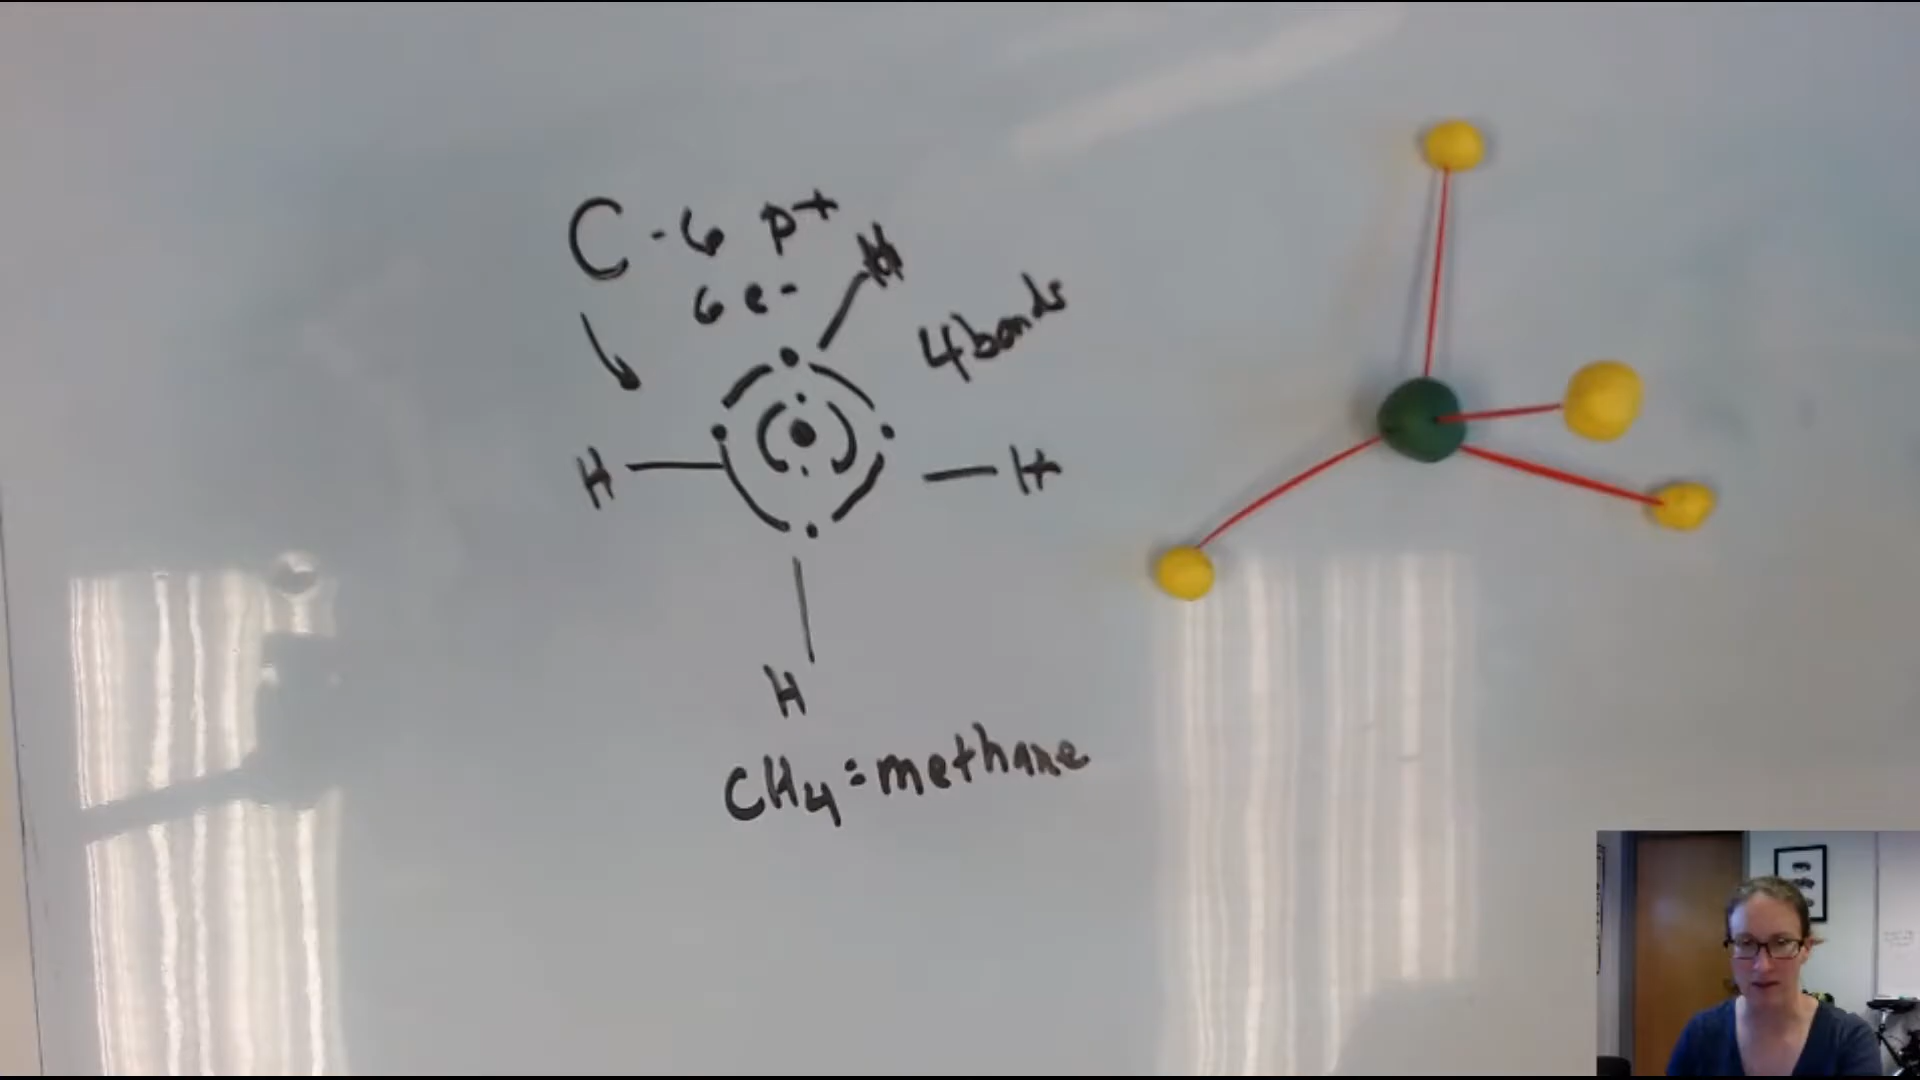 C - 6 p+
6 e-
H
4 bonds
H
H
H
CH4 = methane